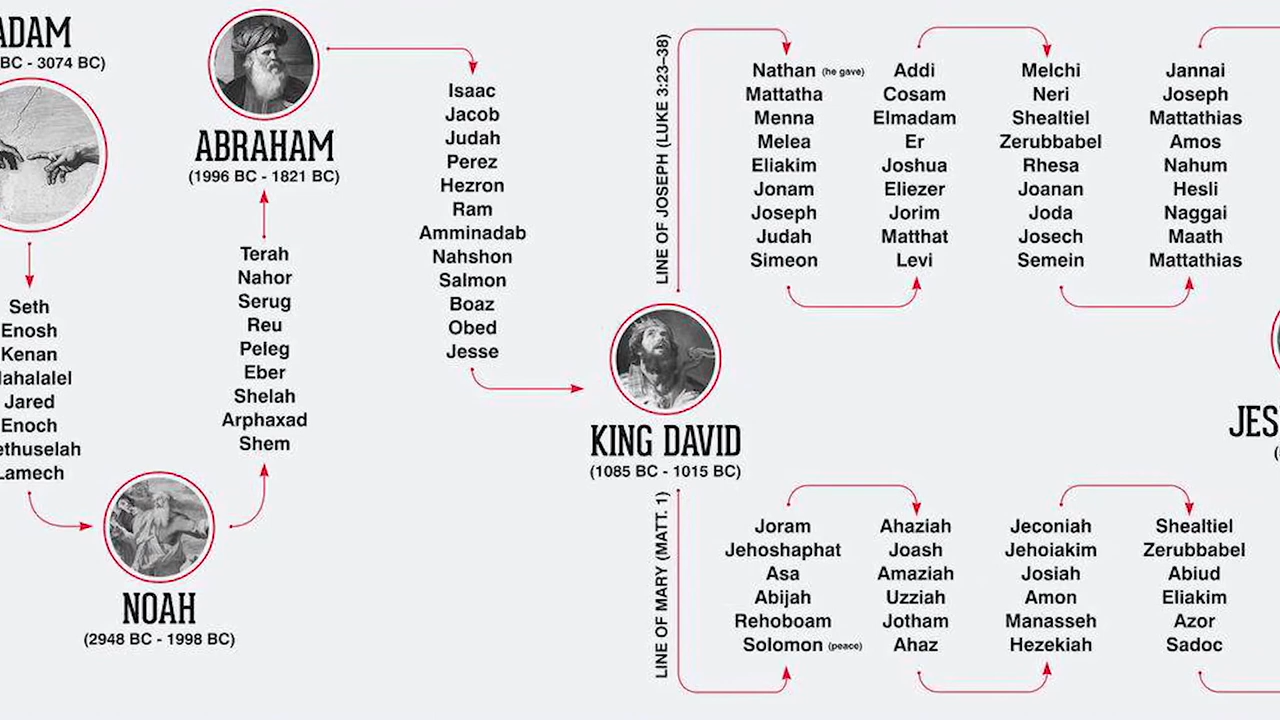 ADAM
BC - 3074 BC)
Seth
Enosh
Kenan
ahalalel
Jared
Enoch
ethuselah
Lamech
NOAH
(2948 BC - 1998 BC)
ABRAHAM
(1996 BC - 1821 BC)
Terah
Nahor
Serug
Reu
Peleg
Eber
Shelah
Arphaxad
Shem
Isaac
Jacob
Judah
Perez
Hezron
Ram
Amminadab
Nahshon
Salmon
Boaz
Obed
Jesse
KING DAVID
(1085 BC - 1015 BC)
LINE OF JOSEPH (LUKE 3:23–38)
Nathan (he gave)
Mattatha
Menna
Melea
Eliakim
Jonam
Joseph
Judah
Simeon
Addi
Cosam
Elmadam
Er
Joshua
Eliezer
Jorim
Matthat
Levi
Melchi
Neri
Shealtiel
Zerubbabel
Rhesa
Joanan
Joda
Josech
Semein
Jannai
Joseph
Mattathias
Amos
Nahum
Hesli
Naggai
Maath
Mattathias
LINE OF MARY (MATT. 1)
Joram
Jehoshaphat
Asa
Abijah
Rehoboam
Solomon (peace)
Ahaziah
Joash
Amaziah
Uzziah
Jotham
Ahaz
Jeconiah
Jehoiakim
Josiah
Amon
Manasseh
Hezekiah
Shealtiel
Zerubbabel
Abiud
Eliakim
Azor
Sadoc
JES